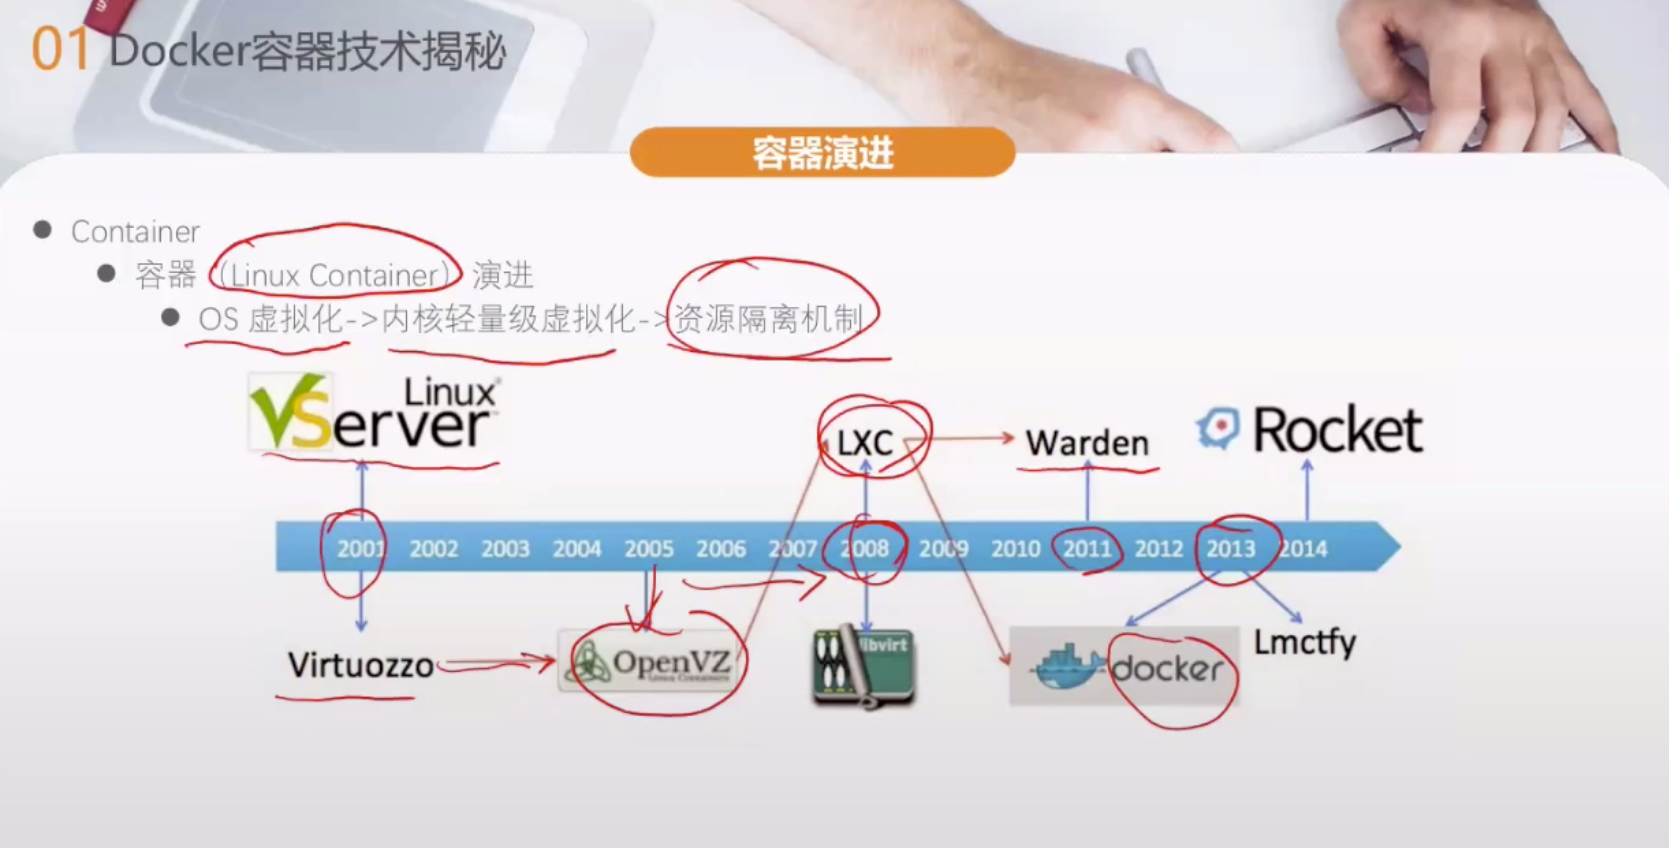 01 Docker容器技术揭秘
容器演进
Container
容器 (Linux Container) 演进
OS 虚拟化->内核轻量级虚拟化->资源隔离机制
Linux
VServer
LXC
Warden
Rocket
2001 2002 2003 2004 2005 2006 2007 2008 2009 2010 2011 2012 2013 2014
Virtuozzo
OpenVZ
Linux Containers
libvirt
docker
Lmctfy